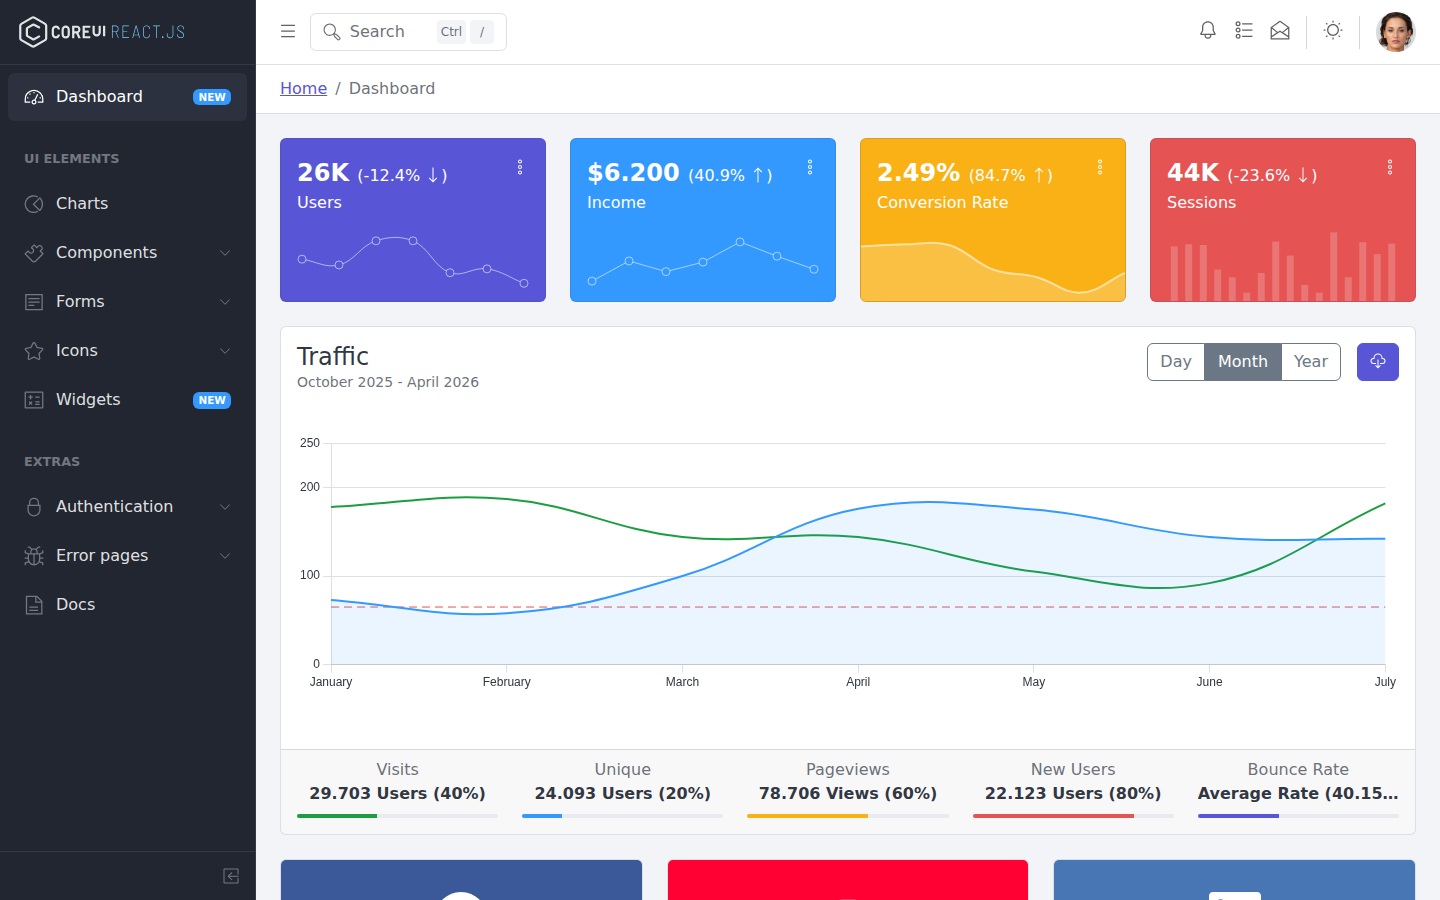 COREUI REACT.JS
Dashboard NEW
UI ELEMENTS
Charts
Components
Forms
Icons
Widgets NEW
EXTRAS
Authentication
Error pages
Docs
Search Ctrl /
Home / Dashboard
26K (-12.4% ↓)
Users
$6.200 (40.9% ↑)
Income
2.49% (84.7% ↑)
Conversion Rate
44K (-23.6% ↓)
Sessions
Traffic
October 2025 - April 2026
Day Month Year
250
200
100
0
January February March April May June July
Visits
29.703 Users (40%)
Unique
24.093 Users (20%)
Pageviews
78.706 Views (60%)
New Users
22.123 Users (80%)
Bounce Rate
Average Rate (40.15...